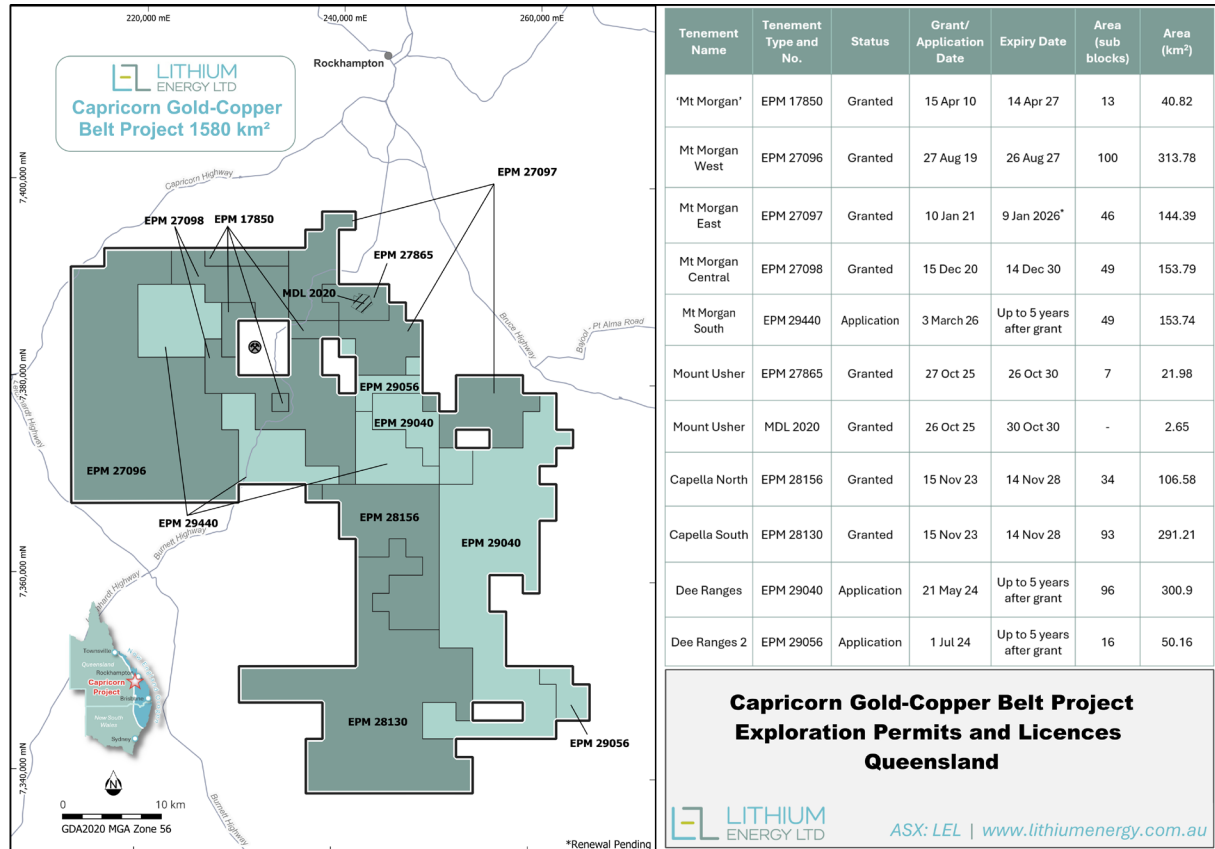 220,000 mE
240,000 mE
260,000 mE
Rockhampton
LITHIUM
ENERGY LTD
Capricorn Gold-Copper
Belt Project 1580 km²
7,400,000 mN
Capricorn Highway
EPM 27097
EPM 27098
EPM 17850
EPM 27865
MDL 2020
Bruce Highway
Bajool - Pt Alma Road
7,380,000 mN
EPM 29056
EPM 29040
EPM 27096
EPM 29440
EPM 28156
Burnett Highway
EPM 29040
7,360,000 mN
Townsville
Queensland
Rockhampton
Capricorn
Project
Brisbane
New South
Wales
Sydney
EPM 28130
EPM 29056
7,340,000 mN
N
0 10 km
GDA2020 MGA Zone 56
Burnett Highway
*Renewal Pending
Tenement Name | Tenement Type and No. | Status | Grant/ Application Date | Expiry Date | Area (sub blocks) | Area (km²)
'Mt Morgan' EPM 17850 Granted 15 Apr 10 14 Apr 27 13 40.82
Mt Morgan West EPM 27096 Granted 27 Aug 19 26 Aug 27 100 313.78
Mt Morgan East EPM 27097 Granted 10 Jan 21 9 Jan 2026* 46 144.39
Mt Morgan Central EPM 27098 Granted 15 Dec 20 14 Dec 30 49 153.79
Mt Morgan South EPM 29440 Application 3 March 26 Up to 5 years after grant 49 153.74
Mount Usher EPM 27865 Granted 27 Oct 25 26 Oct 30 7 21.98
Mount Usher MDL 2020 Granted 26 Oct 25 30 Oct 30 - 2.65
Capella North EPM 28156 Granted 15 Nov 23 14 Nov 28 34 106.58
Capella South EPM 28130 Granted 15 Nov 23 14 Nov 28 93 291.21
Dee Ranges EPM 29040 Application 21 May 24 Up to 5 years after grant 96 300.9
Dee Ranges 2 EPM 29056 Application 1 Jul 24 Up to 5 years after grant 16 50.16
Capricorn Gold-Copper Belt Project
Exploration Permits and Licences
Queensland
LITHIUM
ENERGY LTD
ASX: LEL | www.lithiumenergy.com.au